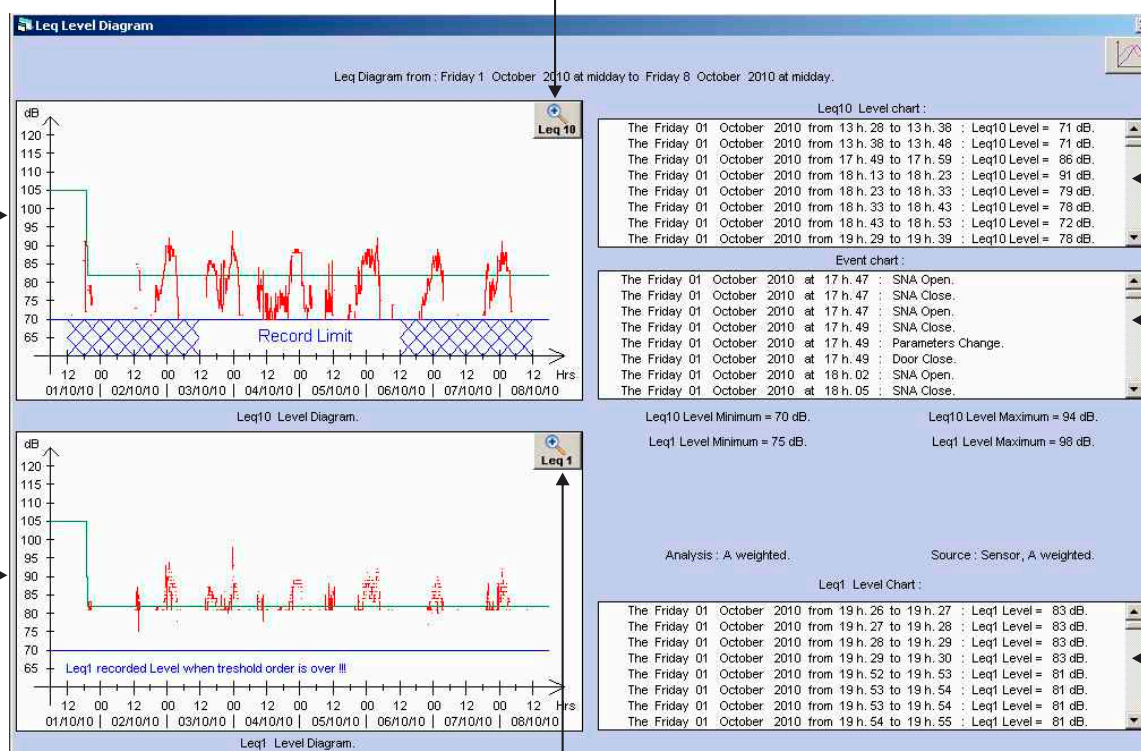 Leq Level Diagram
Leq Diagram from : Friday 1 October 2010 at midday to Friday 8 October 2010 at midday.
dB
Leq 10
120
115
110
105
100
95
90
85
80
75
70
65
Record Limit
12 00 12 00 12 00 12 00 12 00 12 00 12 00 12 Hrs
01/10/10 02/10/10 03/10/10 04/10/10 05/10/10 06/10/10 07/10/10 08/10/10
Leq10 Level Diagram.
dB
Leq 1
120
115
110
105
100
95
90
85
80
75
70
65
Leq1 recorded Level when treshold order is over !!!
12 00 12 00 12 00 12 00 12 00 12 00 12 00 12 Hrs
01/10/10 02/10/10 03/10/10 04/10/10 05/10/10 06/10/10 07/10/10 08/10/10
Leq1 Level Diagram.
Leq10 Level chart :
The Friday 01 October 2010 from 13 h. 28 to 13 h. 38 : Leq10 Level = 71 dB.
The Friday 01 October 2010 from 13 h. 38 to 13 h. 48 : Leq10 Level = 71 dB.
The Friday 01 October 2010 from 17 h. 49 to 17 h. 59 : Leq10 Level = 86 dB.
The Friday 01 October 2010 from 18 h. 13 to 18 h. 23 : Leq10 Level = 91 dB.
The Friday 01 October 2010 from 18 h. 23 to 18 h. 33 : Leq10 Level = 79 dB.
The Friday 01 October 2010 from 18 h. 33 to 18 h. 43 : Leq10 Level = 78 dB.
The Friday 01 October 2010 from 18 h. 43 to 18 h. 53 : Leq10 Level = 72 dB.
The Friday 01 October 2010 from 19 h. 29 to 19 h. 39 : Leq10 Level = 78 dB.
Event chart :
The Friday 01 October 2010 at 17 h. 47 : SNA Open.
The Friday 01 October 2010 at 17 h. 47 : SNA Close.
The Friday 01 October 2010 at 17 h. 47 : SNA Open.
The Friday 01 October 2010 at 17 h. 49 : SNA Close.
The Friday 01 October 2010 at 17 h. 49 : Parameters Change.
The Friday 01 October 2010 at 17 h. 49 : Door Close.
The Friday 01 October 2010 at 18 h. 02 : SNA Open.
The Friday 01 October 2010 at 18 h. 05 : SNA Close.
Leq10 Level Minimum = 70 dB. Leq10 Level Maximum = 94 dB.
Leq1 Level Minimum = 75 dB. Leq1 Level Maximum = 98 dB.
Analysis : A weighted. Source : Sensor, A weighted.
Leq1 Level Chart :
The Friday 01 October 2010 from 19 h. 26 to 19 h. 27 : Leq1 Level = 83 dB.
The Friday 01 October 2010 from 19 h. 27 to 19 h. 28 : Leq1 Level = 83 dB.
The Friday 01 October 2010 from 19 h. 28 to 19 h. 29 : Leq1 Level = 83 dB.
The Friday 01 October 2010 from 19 h. 29 to 19 h. 30 : Leq1 Level = 83 dB.
The Friday 01 October 2010 from 19 h. 52 to 19 h. 53 : Leq1 Level = 81 dB.
The Friday 01 October 2010 from 19 h. 53 to 19 h. 54 : Leq1 Level = 81 dB.
The Friday 01 October 2010 from 19 h. 53 to 19 h. 54 : Leq1 Level = 81 dB.
The Friday 01 October 2010 from 19 h. 54 to 19 h. 55 : Leq1 Level = 81 dB.